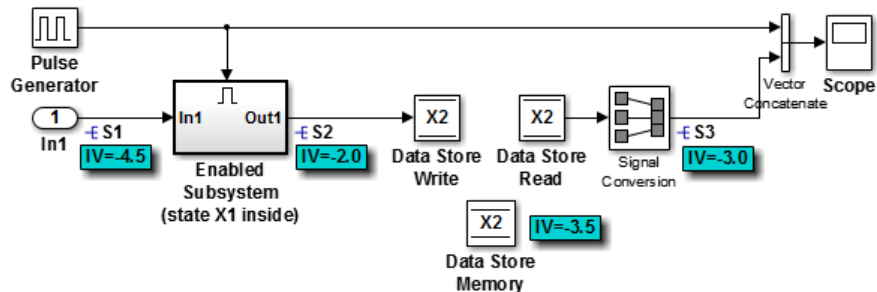 Pulse
Generator
1
In1
S1
IV=-4.5
In1
Out1
Enabled
Subsystem
(state X1 inside)
S2
IV=-2.0
X2
Data Store
Write
X2
Data Store
Read
Signal
Conversion
S3
IV=-3.0
Vector
Concatenate
Scope
X2
IV=-3.5
Data Store
Memory